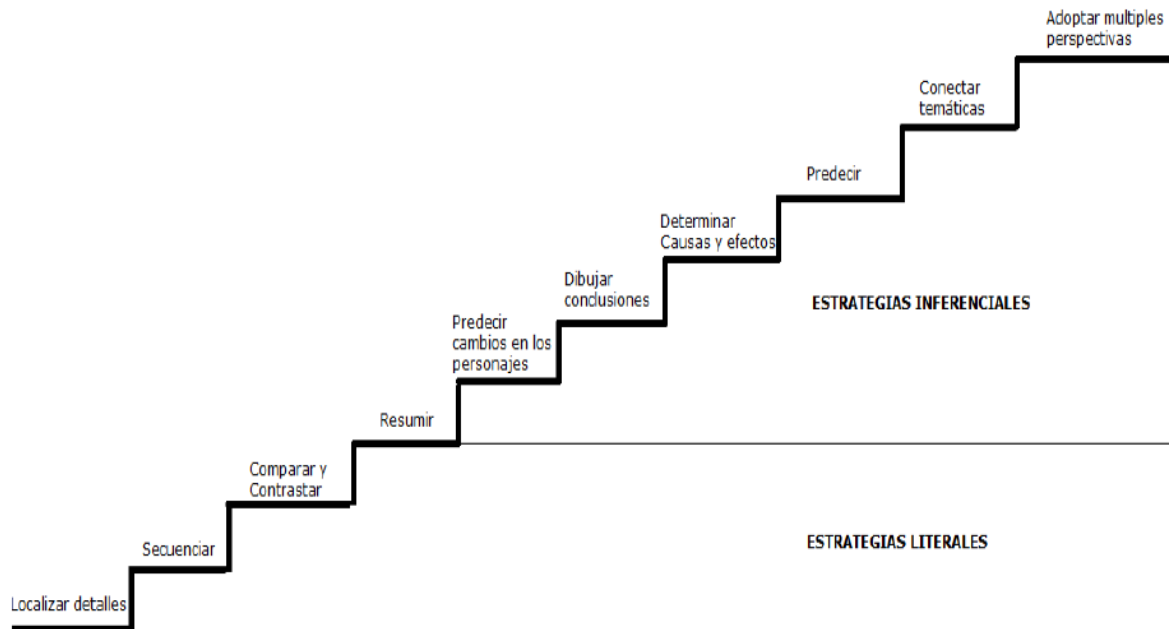 Adoptar multiples
perspectivas
Conectar
temáticas
Predecir
Determinar
Causas y efectos
Dibujar
conclusiones
ESTRATEGIAS INFERENCIALES
Predecir
cambios en los
personajes
Resumir
Comparar y
Contrastar
Secuenciar
ESTRATEGIAS LITERALES
Localizar detalles